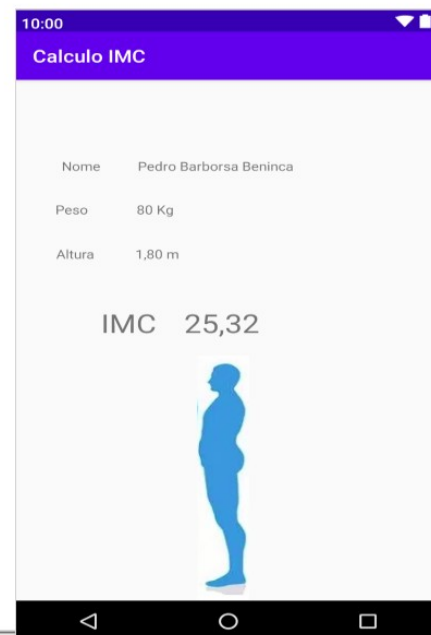 10:00
Calculo IMC
Nome Pedro Barborsa Beninca
Peso 80 Kg
Altura 1,80 m
IMC 25,32